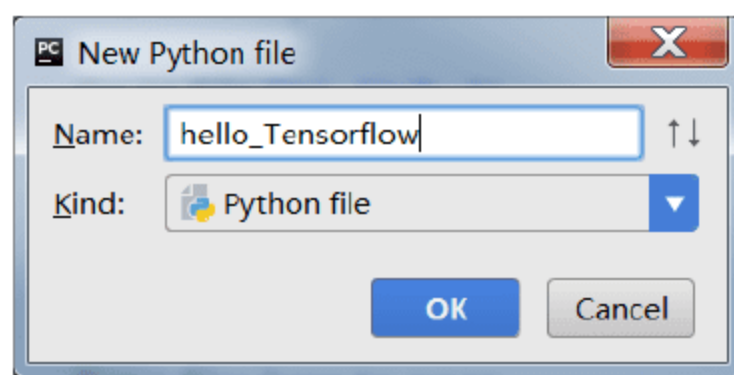 PC New Python file
Name: hello_Tensorflow
Kind: Python file
OK Cancel